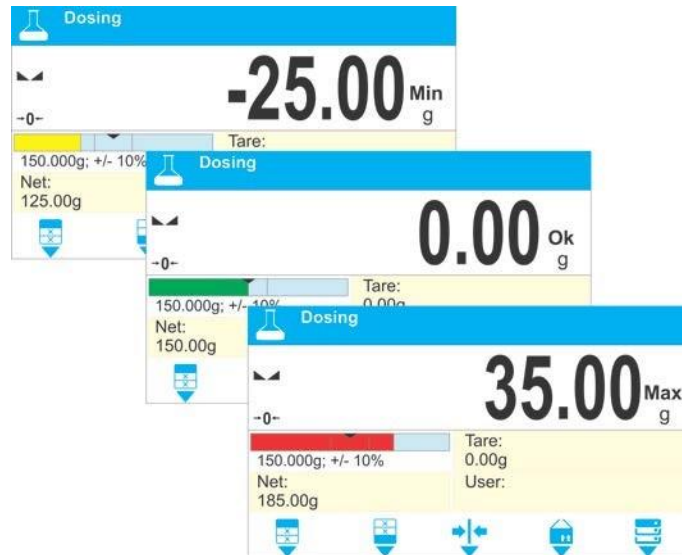 Dosing
-25.00 Min
g
→0←
Tare:
150.000g; +/- 10%
Net:
125.00g
Dosing
0.00 Ok
g
→0←
Tare:
150.000g; +/- 10%
0.00g
Net:
150.00g
Dosing
35.00 Max
g
→0←
Tare:
150.000g; +/- 10%
0.00g
Net:
User:
185.00g